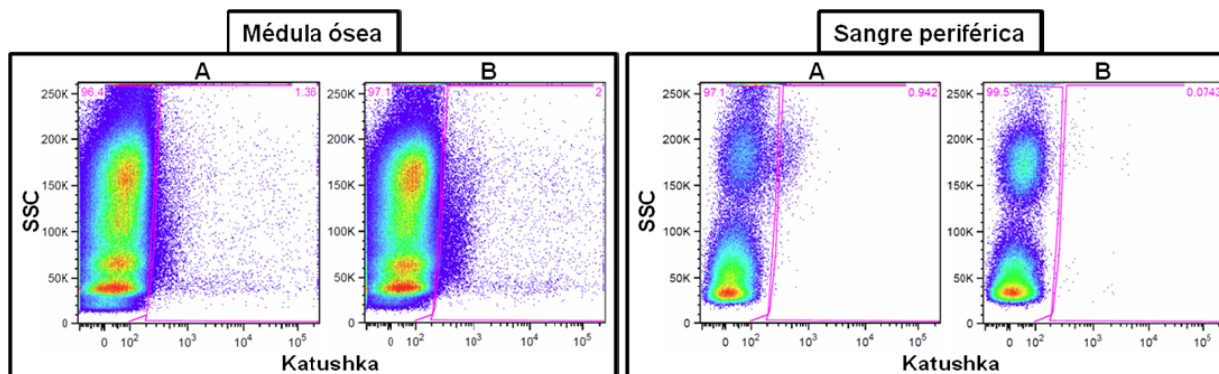 Médula ósea
Sangre periférica
A
B
A
B
96.4
1.36
97.1
2
97.1
0.942
99.5
0.0743
SSC
250K
200K
150K
100K
50K
0
250K
200K
150K
100K
50K
0
SSC
250K
200K
150K
100K
50K
0
250K
200K
150K
100K
50K
0
0 10² 10³ 10⁴ 10⁵
0 10² 10³ 10⁴ 10⁵
0 10² 10³ 10⁴ 10⁵
0 10² 10³ 10⁴ 10⁵
Katushka
Katushka